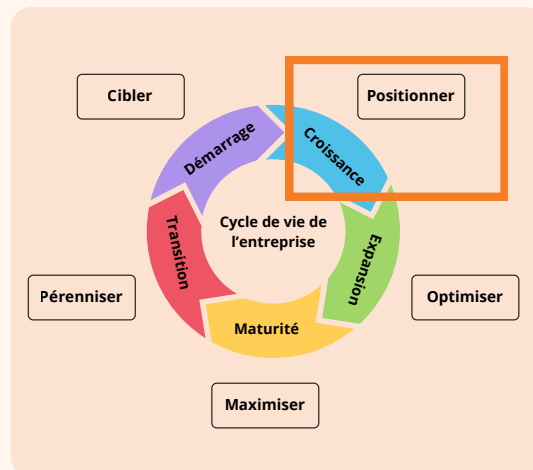 Cibler
Positionner
Démarrage
Croissance
Cycle de vie de
l'entreprise
Transition
Expansion
Pérenniser
Optimiser
Maturité
Maximiser